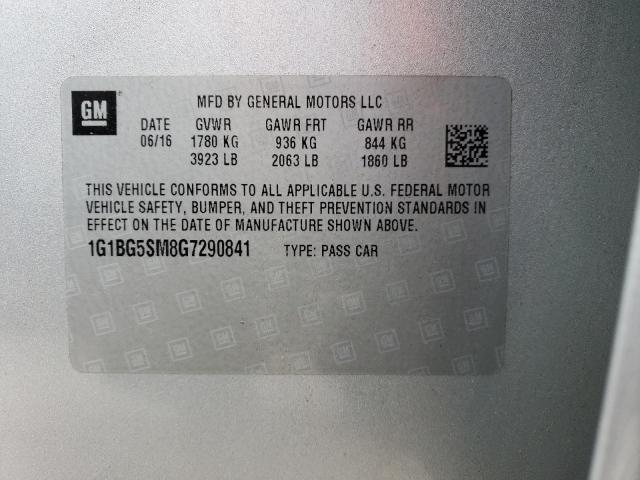 GM
MFD BY GENERAL MOTORS LLC
DATE GVWR GAWR FRT GAWR RR
06/16 1780 KG 936 KG 844 KG
3923 LB 2063 LB 1860 LB
THIS VEHICLE CONFORMS TO ALL APPLICABLE U.S. FEDERAL MOTOR
VEHICLE SAFETY, BUMPER, AND THEFT PREVENTION STANDARDS IN
EFFECT ON THE DATE OF MANUFACTURE SHOWN ABOVE.
1G1BG5SM8G7290841 TYPE: PASS CAR